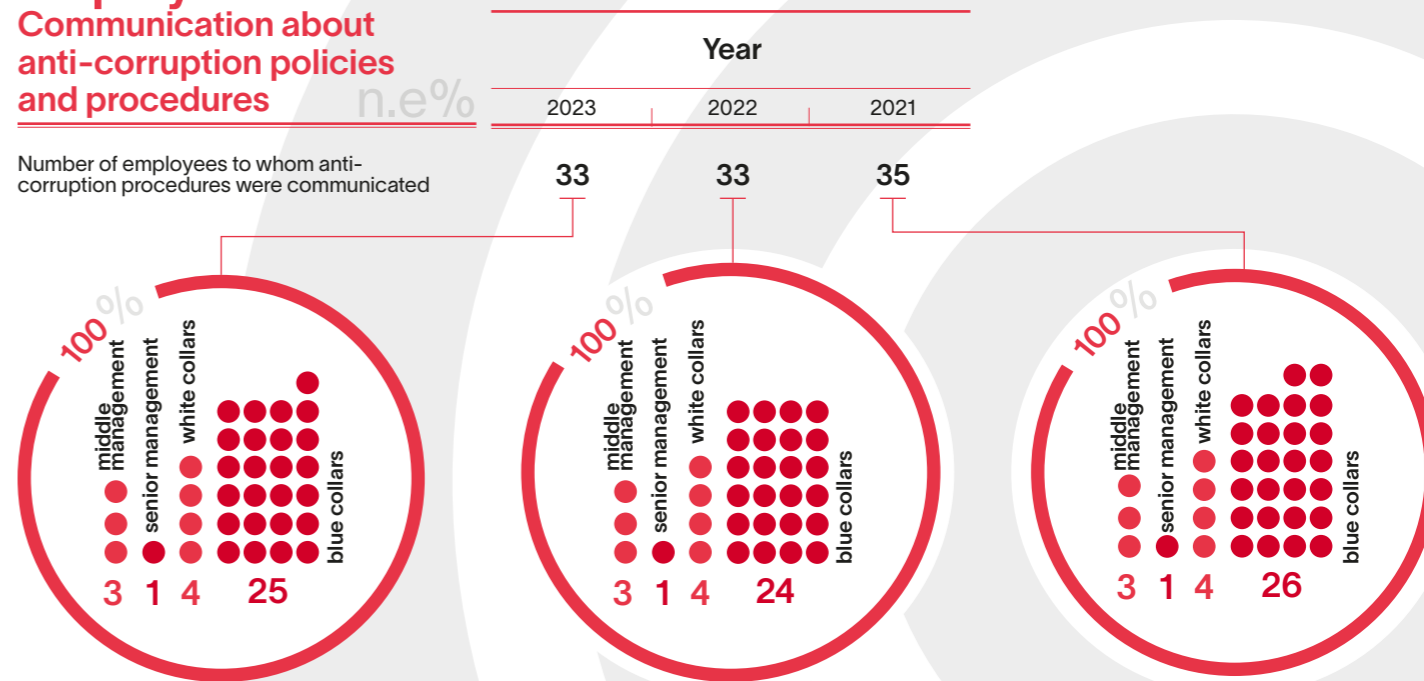 Communication about
anti-corruption policies
and procedures
n.e%
Year
2023 2022 2021
Number of employees to whom anti-
corruption procedures were communicated
33 33 35
100%
middle
management
senior management
white collars
blue collars
3 1 4 25
100%
middle
management
senior management
white collars
blue collars
3 1 4 24
100%
middle
management
senior management
white collars
blue collars
3 1 4 26